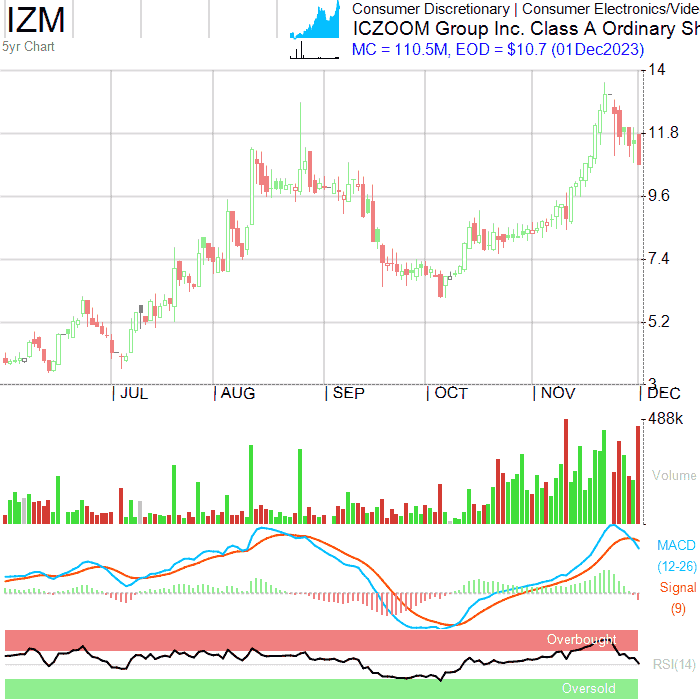 IZM
5yr Chart
Consumer Discretionary | Consumer Electronics/Vide
ICZOOM Group Inc. Class A Ordinary Sh
MC = 110.5M, EOD = $10.7 (01Dec2023)
14
11.8
9.6
7.4
5.2
3
JUL AUG SEP OCT NOV DEC
488k
Volume
MACD
(12-26)
Signal
(9)
Overbought
RSI(14)
Oversold